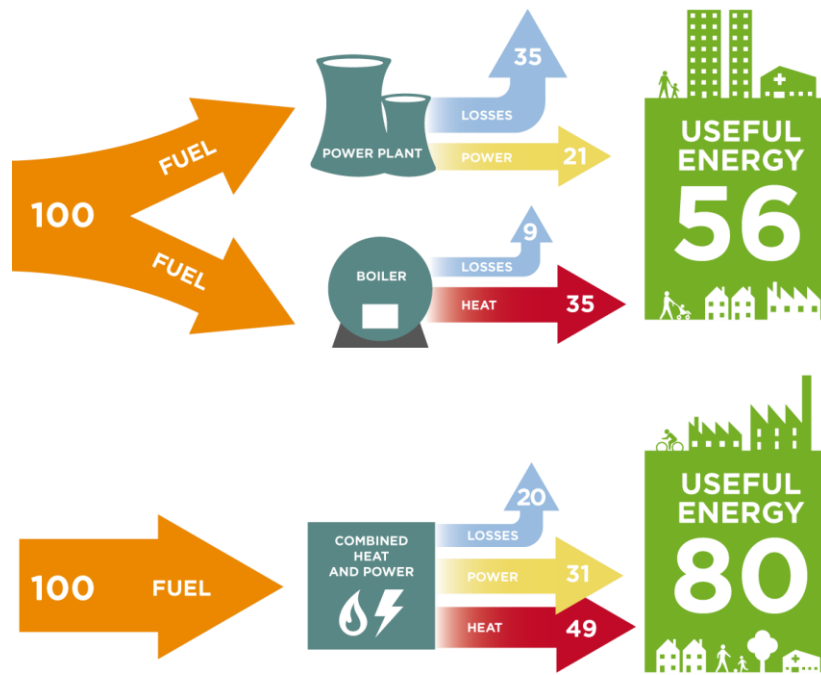 100
FUEL
FUEL
POWER PLANT
35
LOSSES
POWER 21
BOILER
9
LOSSES
HEAT 35
USEFUL
ENERGY
56
100 FUEL
COMBINED
HEAT
AND POWER
20
LOSSES
POWER 31
HEAT 49
USEFUL
ENERGY
80